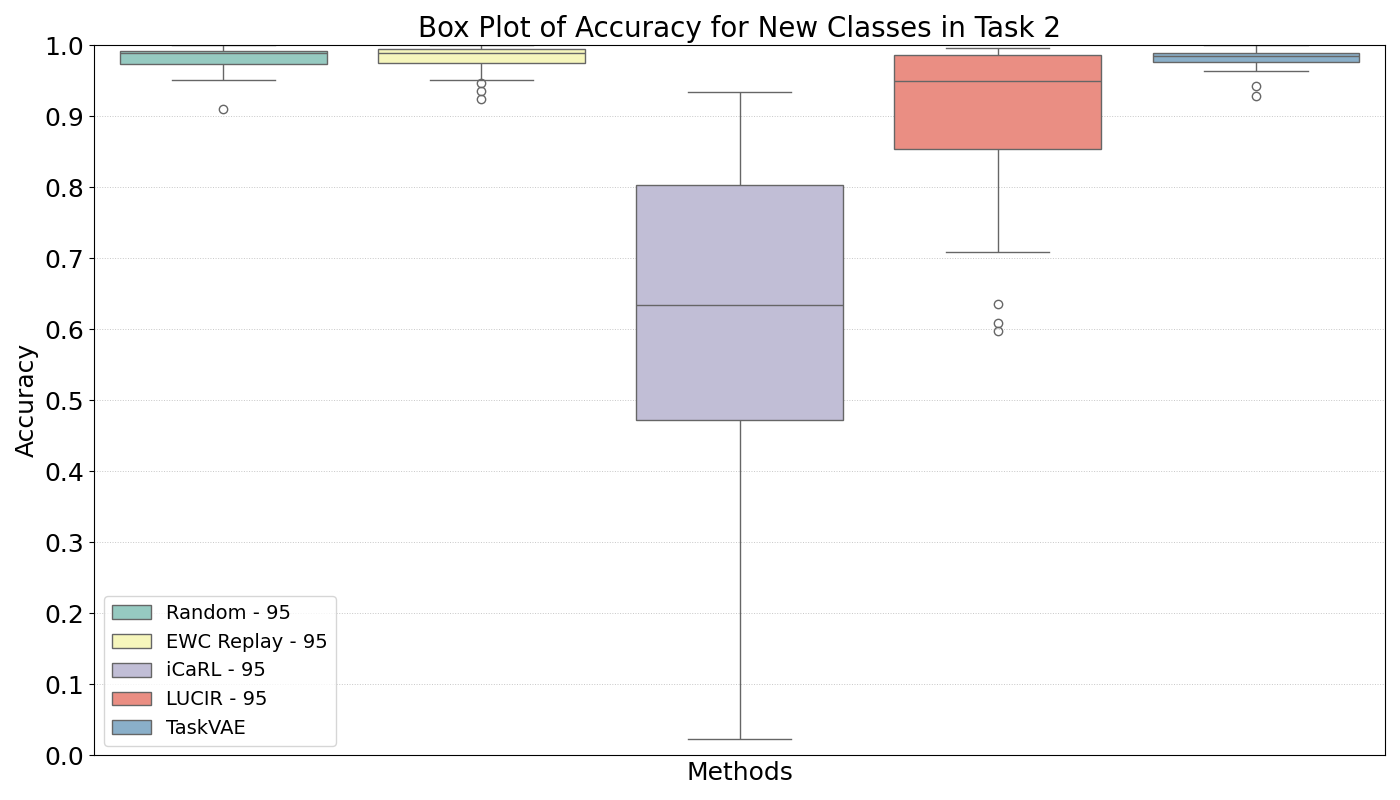 Box Plot of Accuracy for New Classes in Task 2
1.0
0.9
0.8
0.7
0.6
0.5
0.4
0.3
0.2
0.1
0.0
Accuracy
Random - 95
EWC Replay - 95
iCaRL - 95
LUCIR - 95
TaskVAE
Methods